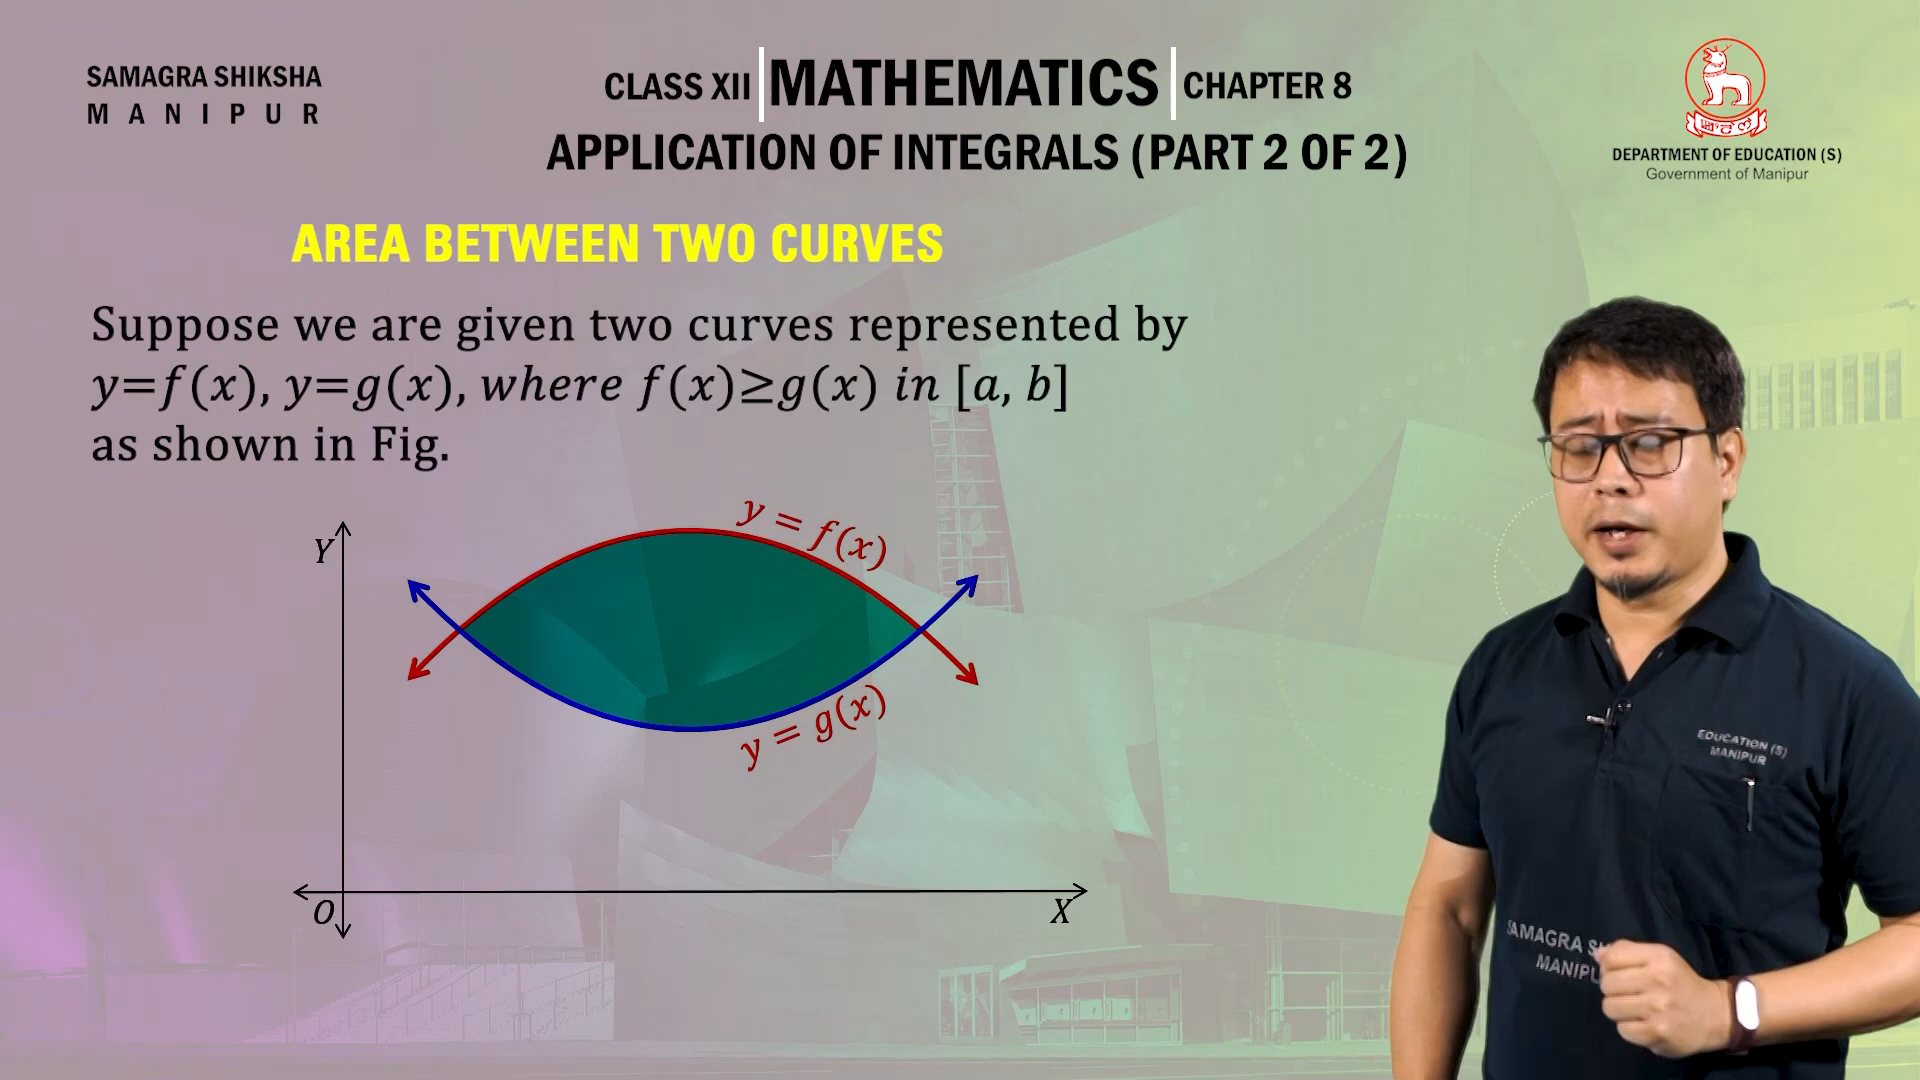 SAMAGRA SHIKSHA
MANIPUR
CLASS XII MATHEMATICS CHAPTER 8
APPLICATION OF INTEGRALS (PART 2 OF 2)
DEPARTMENT OF EDUCATION (S)
Government of Manipur
AREA BETWEEN TWO CURVES
Suppose we are given two curves represented by
y=f(x), y=g(x), where f(x)≥g(x) in [a, b]
as shown in Fig.
Y
y = f(x)
y = g(x)
O
X
EDUCATION (S)
MANIPUR
SAMAGRA